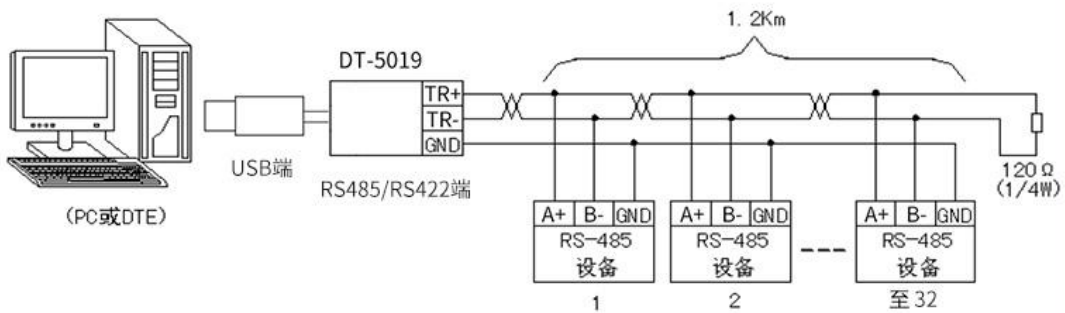 1. 2Km
DT-5019
TR+
TR-
GND
USB端
RS485/RS422端
(PC或DTE)
120Ω
(1/4W)
A+ B- GND
RS-485
设备
1
A+ B- GND
RS-485
设备
2
A+ B- GND
RS-485
设备
至 32